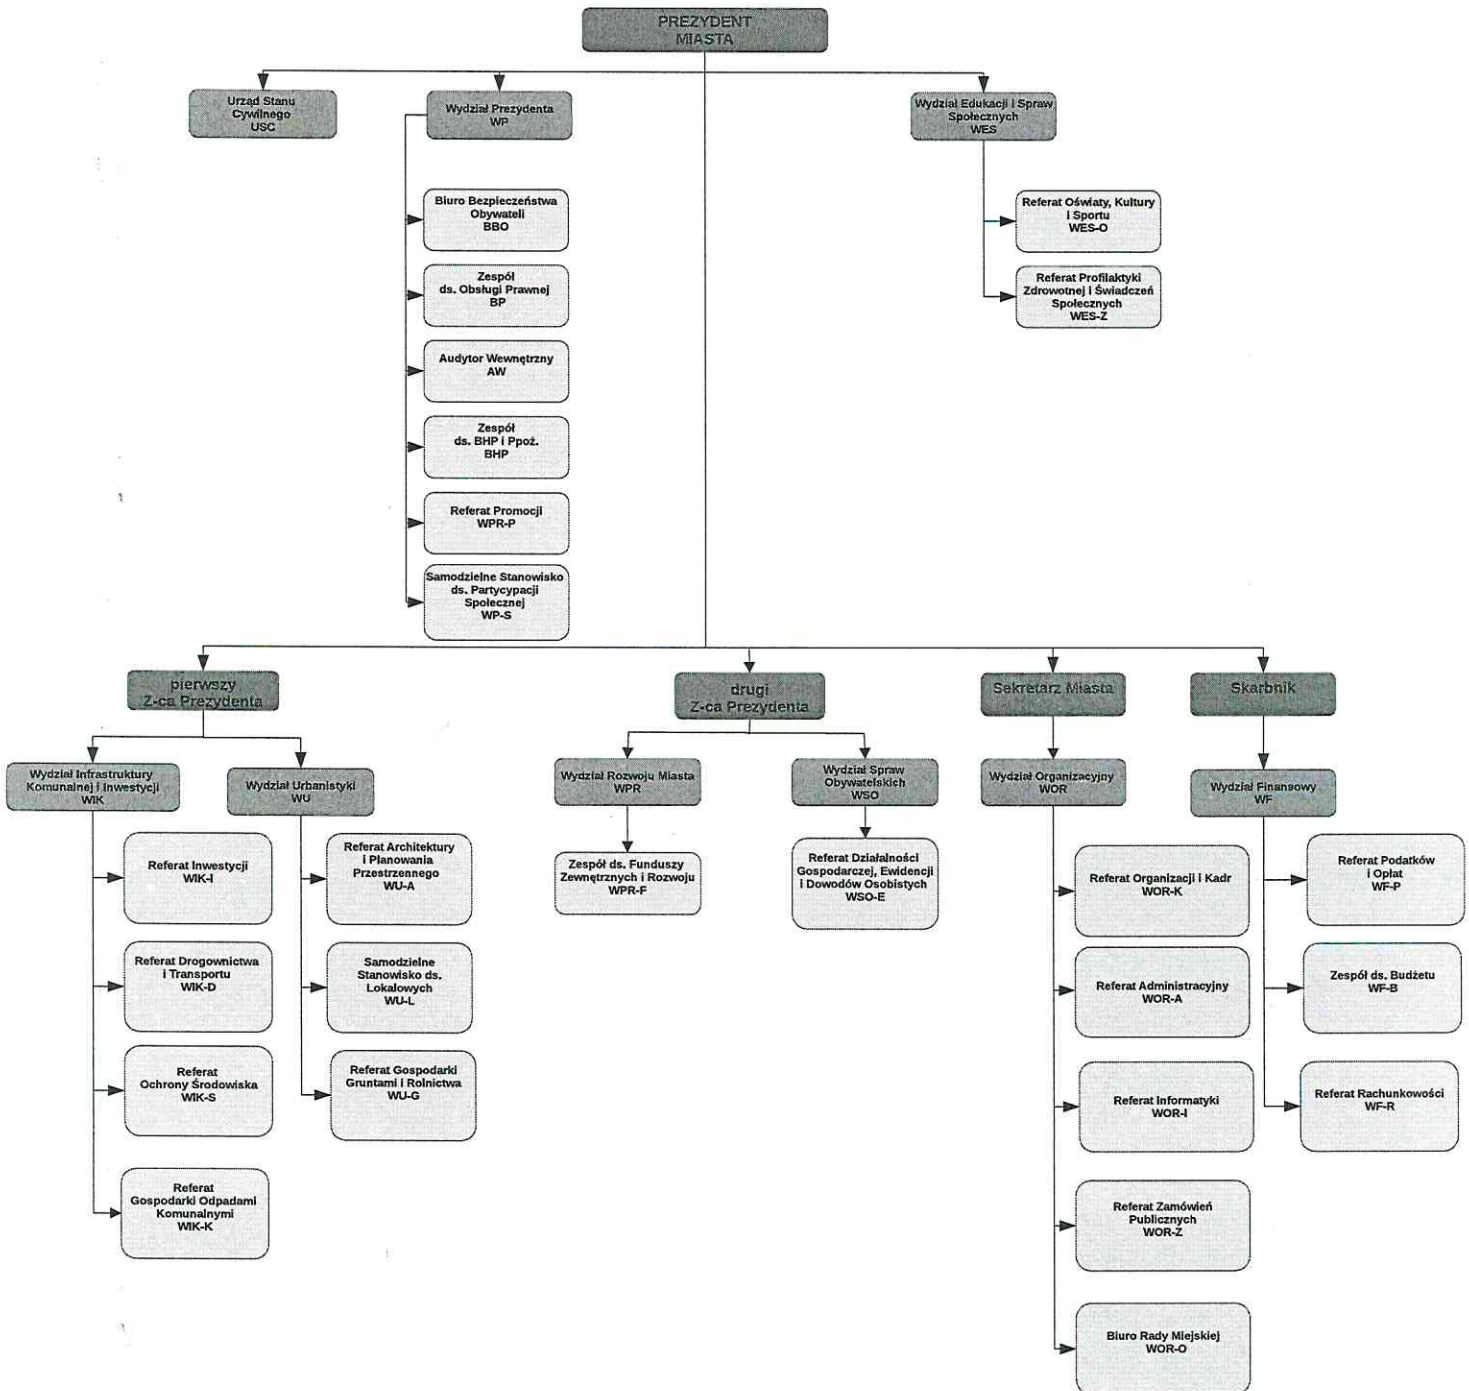 PREZYDENT
MIASTA
Urząd Stanu
Cywilnego
USC
Wydział Prezydenta
WP
Wydział Edukacji i Spraw
Społecznych
WES
Biuro Bezpieczeństwa
Obywateli
BBO
Zespół
ds. Obsługi Prawnej
BP
Audytor Wewnętrzny
AW
Zespół
ds. BHP i Ppoż.
BHP
Referat Promocji
WPR-P
Samodzielne Stanowisko
ds. Partycypacji
Społecznej
WP-S
Referat Oświaty, Kultury
i Sportu
WES-O
Referat Profilaktyki
Zdrowotnej i Świadczeń
Społecznych
WES-Z
pierwszy
Z-ca Prezydenta
drugi
Z-ca Prezydenta
Sekretarz Miasta
Skarbnik
Wydział Infrastruktury
Komunalnej i Inwestycji
WIK
Wydział Urbanistyki
WU
Wydział Rozwoju Miasta
WPR
Wydział Spraw
Obywatelskich
WSO
Wydział Organizacyjny
WOR
Wydział Finansowy
WF
Referat Inwestycji
WIK-I
Referat Drogownictwa
i Transportu
WIK-D
Referat
Ochrony Środowiska
WIK-S
Referat
Gospodarki Odpadami
Komunalnymi
WIK-K
Referat Architektury
i Planowania
Przestrzennego
WU-A
Samodzielne
Stanowisko ds.
Lokalowych
WU-L
Referat Gospodarki
Gruntami i Rolnictwa
WU-G
Zespół ds. Funduszy
Zewnętrznych i Rozwoju
WPR-F
Referat Działalności
Gospodarczej, Ewidencji
i Dowodów Osobistych
WSO-E
Referat Organizacji i Kadr
WOR-K
Referat Administracyjny
WOR-A
Referat Informatyki
WOR-I
Referat Zamówień
Publicznych
WOR-Z
Biuro Rady Miejskiej
WOR-O
Referat Podatków
i Opłat
WF-P
Zespół ds. Budżetu
WF-B
Referat Rachunkowości
WF-R